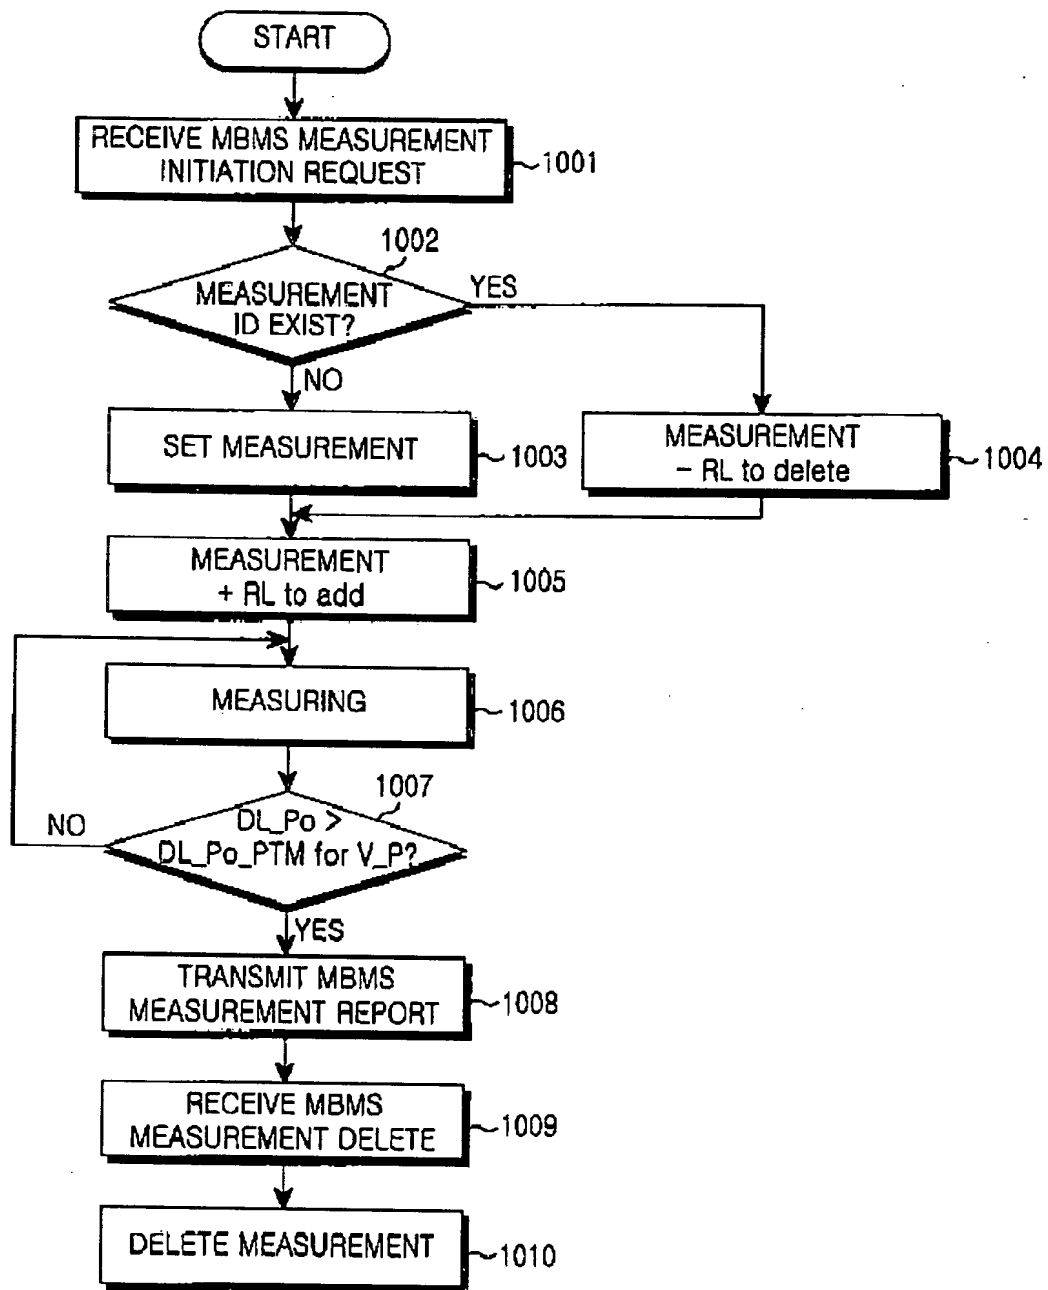 START
RECEIVE MBMS MEASUREMENT
INITIATION REQUEST
1001
1002
MEASUREMENT
ID EXIST?
YES
NO
SET MEASUREMENT
1003
MEASUREMENT
– RL to delete
1004
MEASUREMENT
+ RL to add
1005
MEASURING
1006
1007
DL_Po >
DL_Po_PTM for V_P?
NO
YES
TRANSMIT MBMS
MEASUREMENT REPORT
1008
RECEIVE MBMS
MEASUREMENT DELETE
1009
DELETE MEASUREMENT
1010